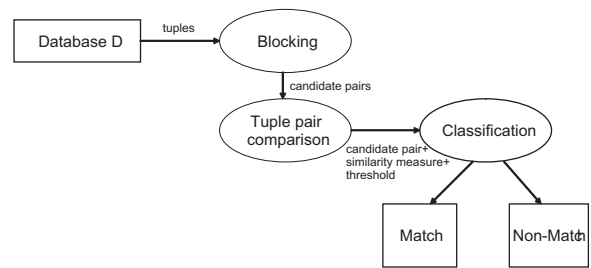 Database D
tuples
Blocking
candidate pairs
Tuple pair
comparison
candidate pair+
similarity measure+
threshold
Classification
Match
Non-Match